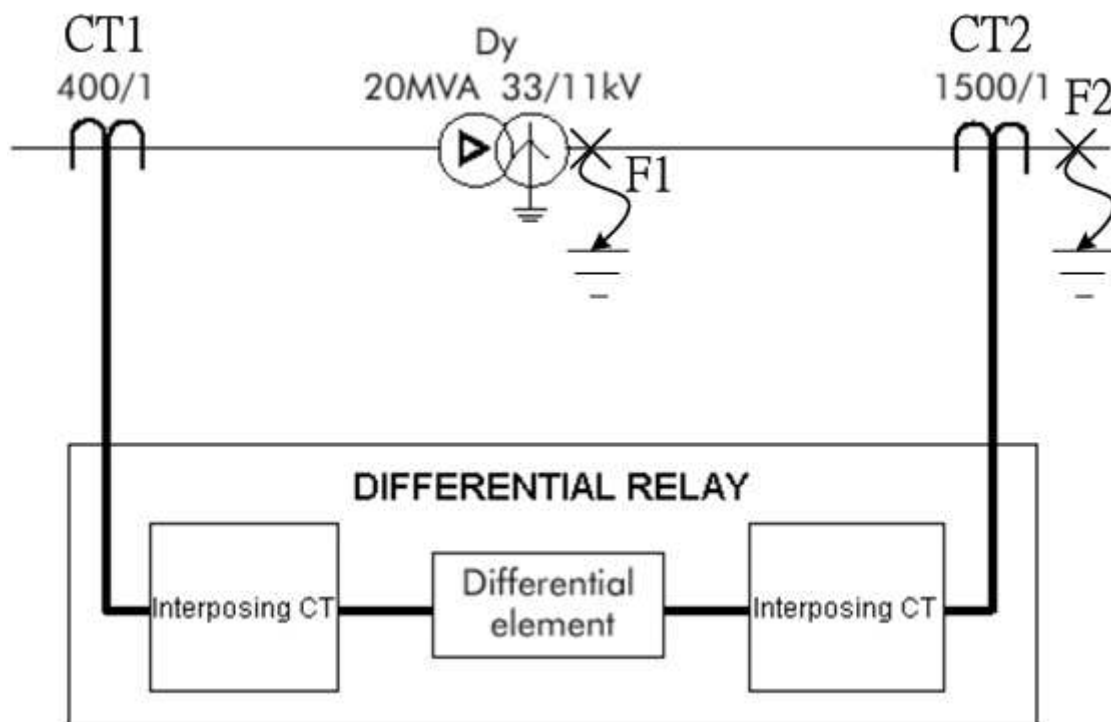 CT1
400/1
Dy
20MVA 33/11kV
CT2
1500/1
F2
F1
DIFFERENTIAL RELAY
Interposing CT
Differential
element
Interposing CT